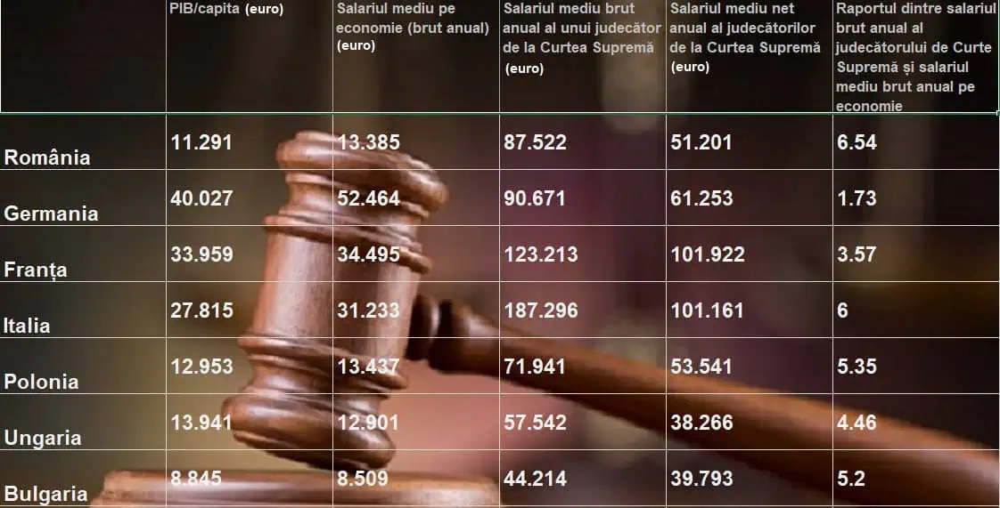 PIB/capita (euro)
Salariul mediu pe
economie (brut anual)
(euro)
Salariul mediu brut
anual al unui judecător
de la Curtea Supremă
(euro)
Salariul mediu net
anual al judecătorilor
de la Curtea Supremă
(euro)
Raportul dintre salariul
brut anual al
judecătorului de Curte
Supremă și salariul
mediu brut anual pe
economie
România 11.291 13.385 87.522 51.201 6.54
Germania 40.027 52.464 90.671 61.253 1.73
Franța 33.959 34.495 123.213 101.922 3.57
Italia 27.815 31.233 187.296 101.161 6
Polonia 12.953 13.437 71.941 53.541 5.35
Ungaria 13.941 12.901 57.542 38.266 4.46
Bulgaria 8.845 8.509 44.214 39.793 5.2